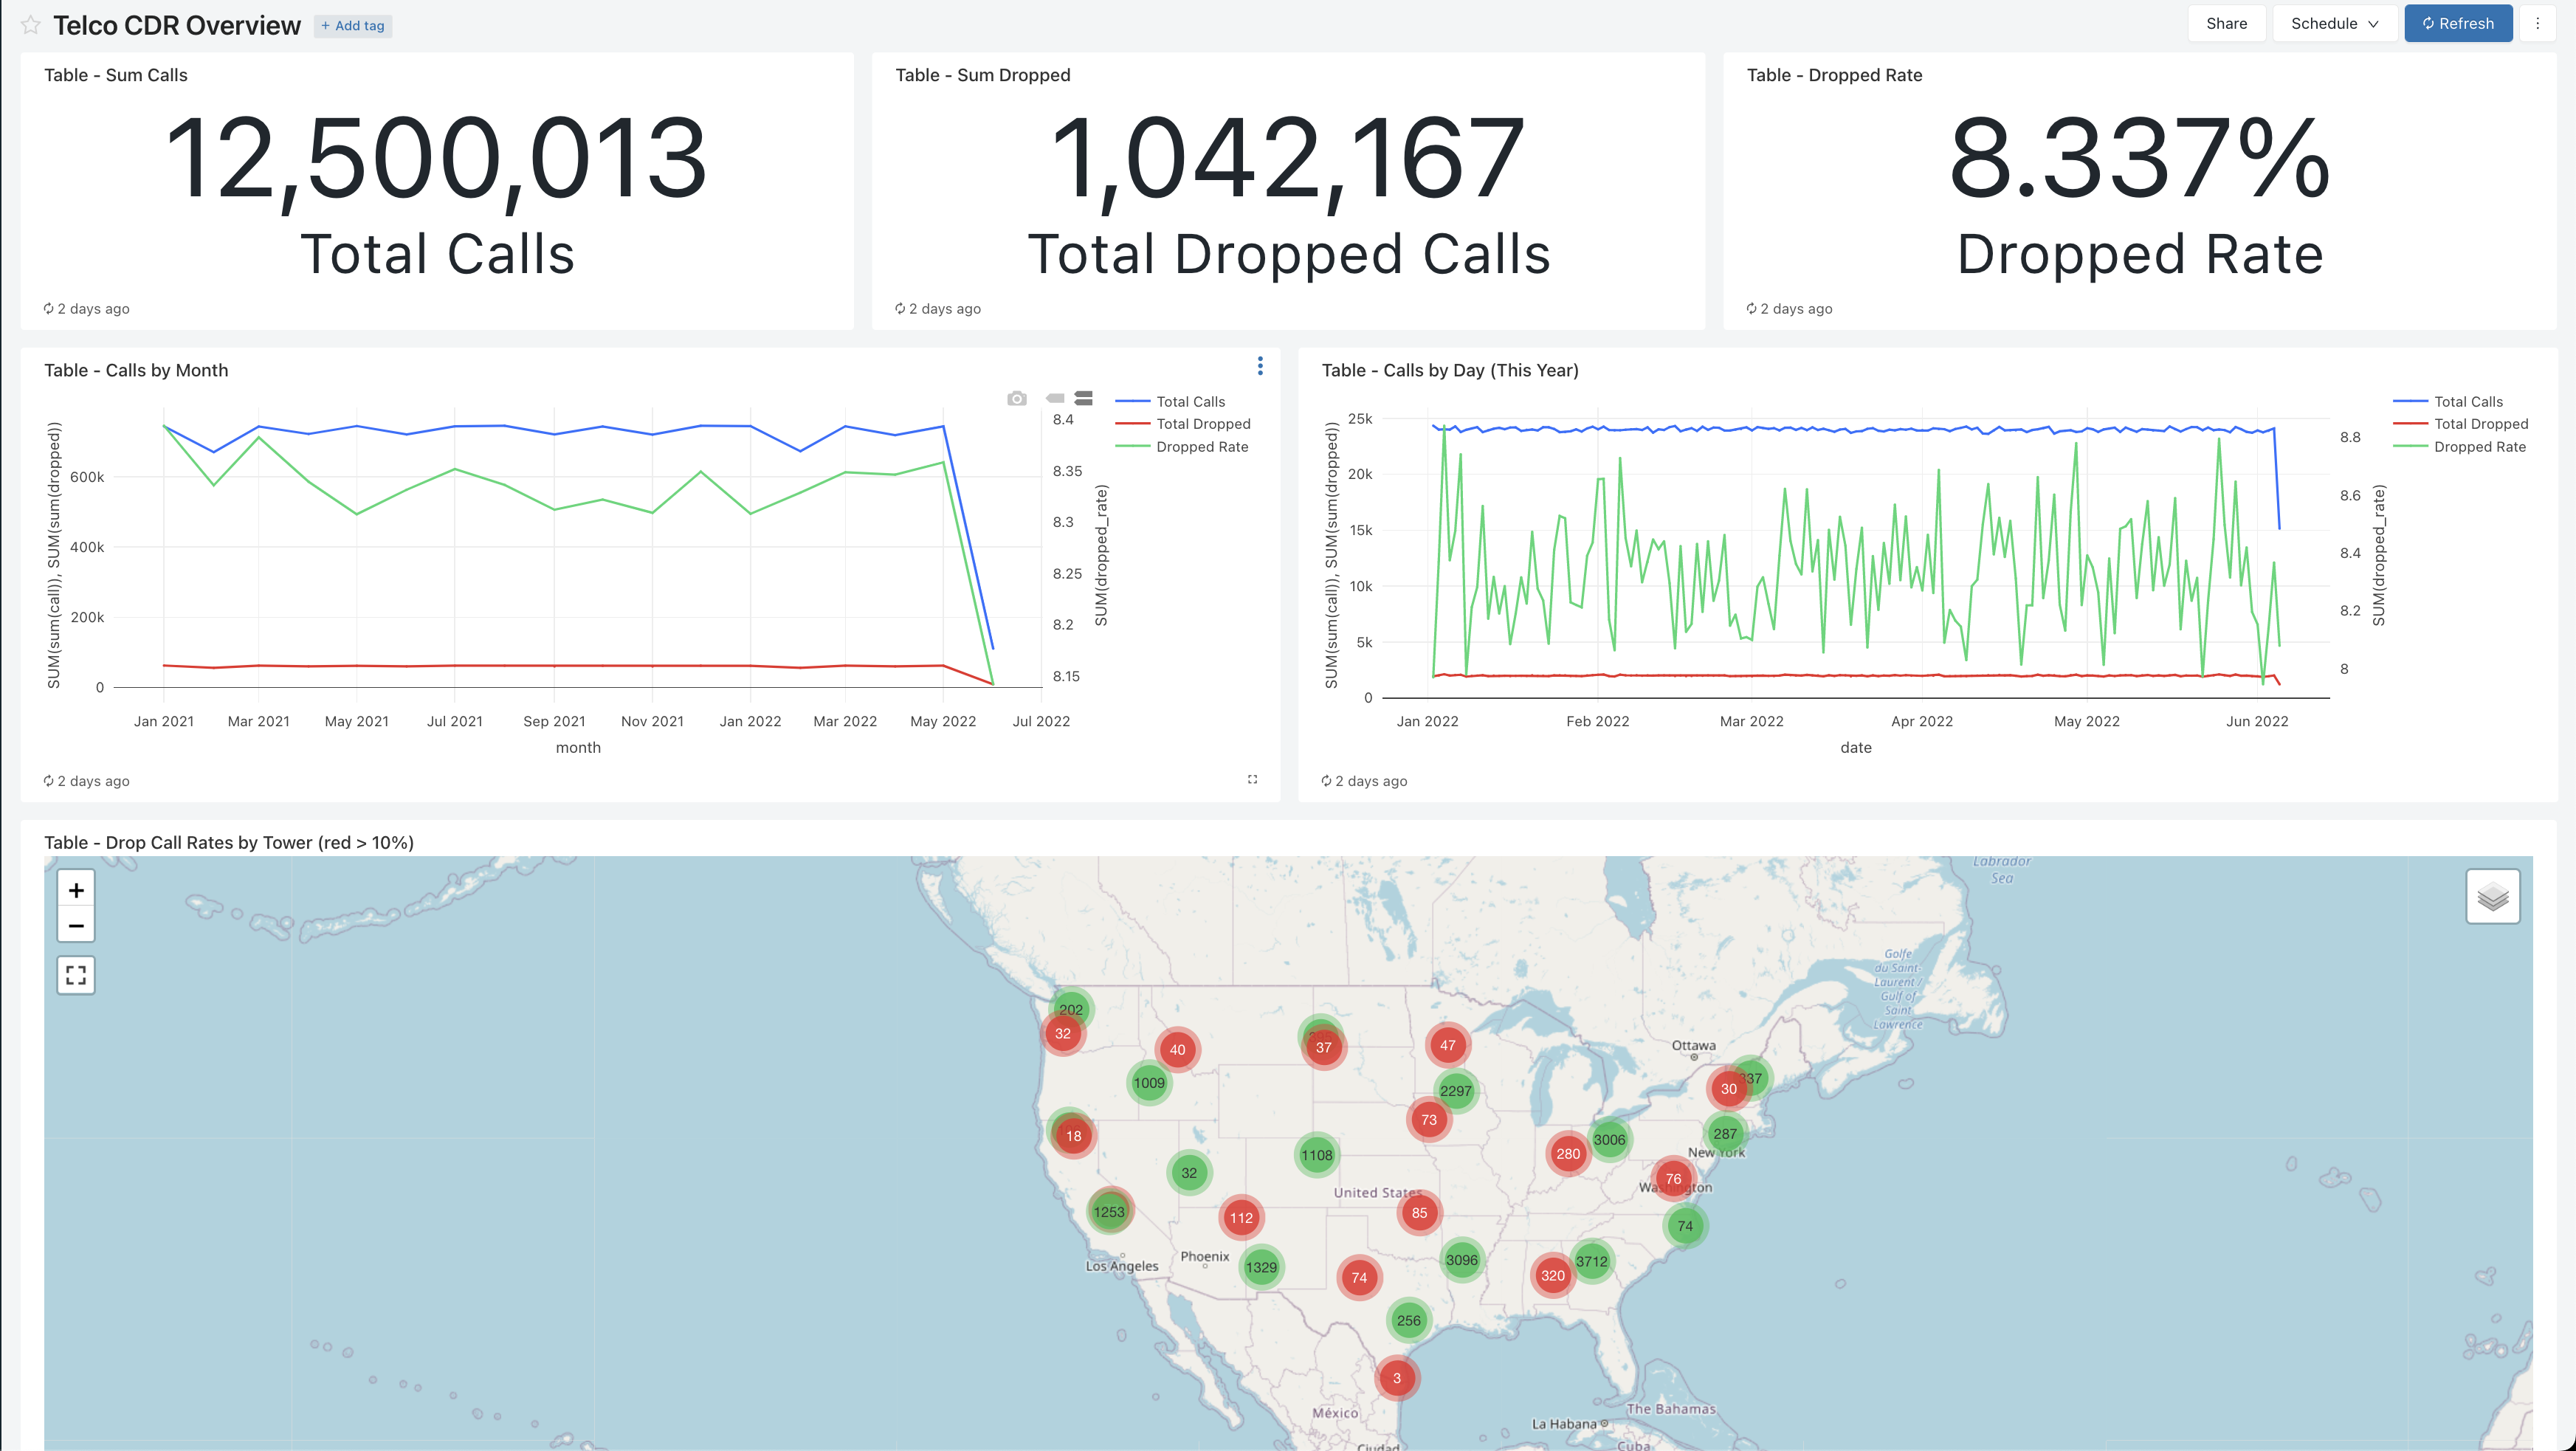 Telco CDR Overview
+ Add tag
Share
Schedule
Refresh
Table - Sum Calls
12,500,013
Total Calls
2 days ago
Table - Sum Dropped
1,042,167
Total Dropped Calls
2 days ago
Table - Dropped Rate
8.337%
Dropped Rate
2 days ago
Table - Calls by Month
Total Calls
Total Dropped
Dropped Rate
SUM(sum(call)), SUM(sum(dropped))
600k
400k
200k
0
8.4
8.35
8.3
8.25
8.2
8.15
SUM(dropped_rate)
Jan 2021 Mar 2021 May 2021 Jul 2021 Sep 2021 Nov 2021 Jan 2022 Mar 2022 May 2022 Jul 2022
month
2 days ago
Table - Calls by Day (This Year)
Total Calls
Total Dropped
Dropped Rate
SUM(sum(call)), SUM(sum(dropped))
25k
20k
15k
10k
5k
0
8.8
8.6
8.4
8.2
8
SUM(dropped_rate)
Jan 2022 Feb 2022 Mar 2022 Apr 2022 May 2022 Jun 2022
date
2 days ago
Table - Drop Call Rates by Tower (red > 10%)
+
−
Labrador
Sea
Golfe
du Saint-
Laurent /
Gulf of
Saint
Lawrence
202
32
40
37
47
Ottawa
1009
2297
30
337
73
18
1108
280
3006
287
New York
32
76
Washington
United States
1253
112
85
74
Los Angeles
Phoenix
1329
74
3096
320
3712
256
3
México
La Habana
The Bahamas
Ciudad
Cuba